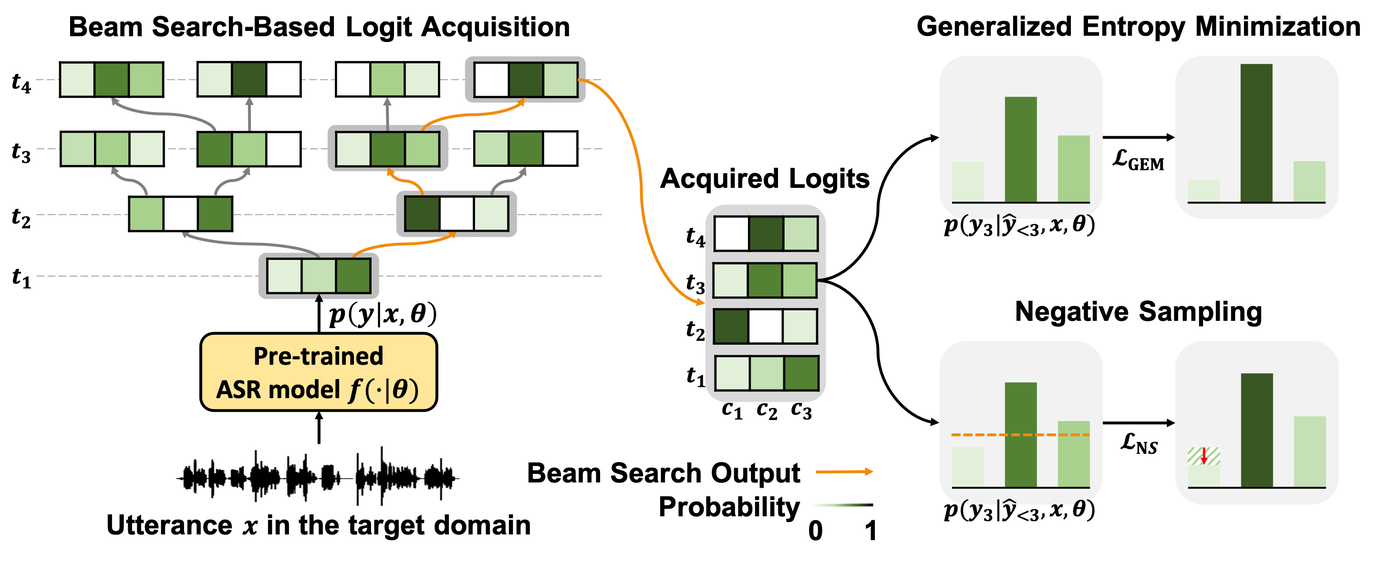 Beam Search-Based Logit Acquisition
t₄
t₃
t₂
t₁
p(y|x, θ)
Pre-trained
ASR model f(·|θ)
Utterance x in the target domain
Acquired Logits
t₄
t₃
t₂
t₁
c₁ c₂ c₃
Beam Search Output
Probability
0 1
Generalized Entropy Minimization
ℒ_GEM
p(y₃|ŷ<₃, x, θ)
Negative Sampling
ℒ_NS
p(y₃|ŷ<₃, x, θ)